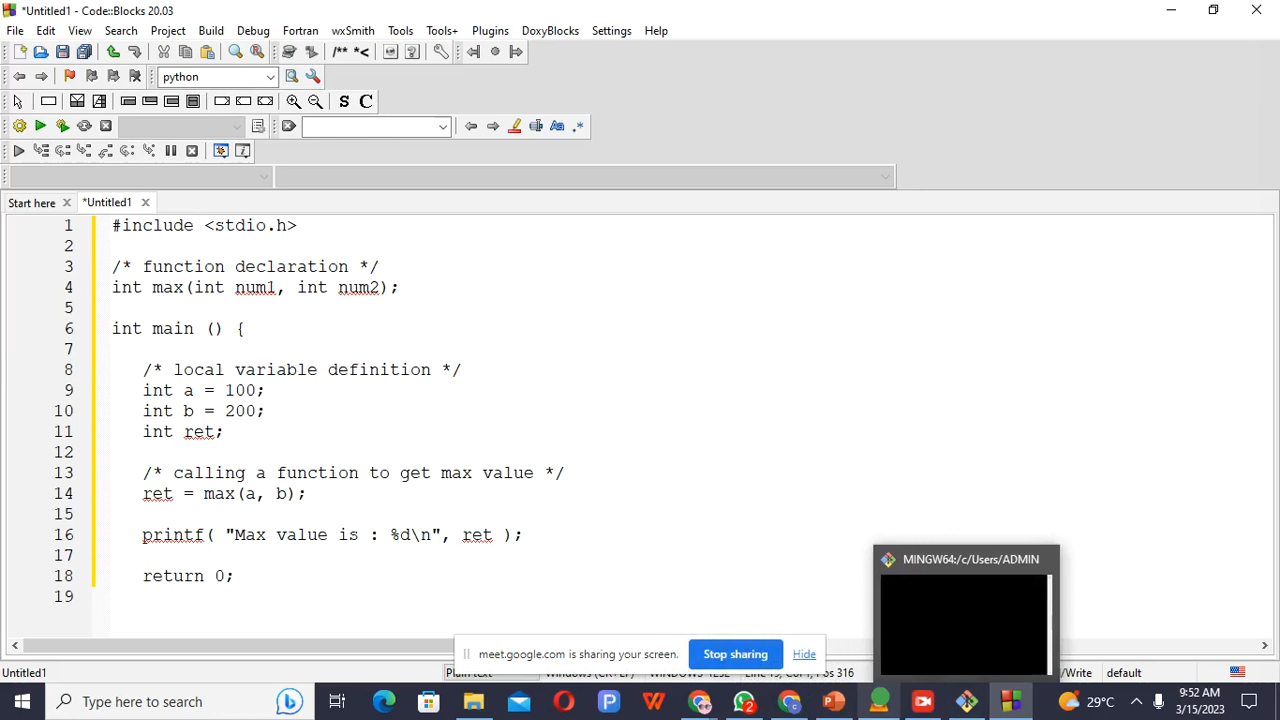 *Untitled1 - Code::Blocks 20.03
File Edit View Search Project Build Debug Fortran wxSmith Tools Tools+ Plugins DoxyBlocks Settings Help
/** *<
python
S C
Start here *Untitled1
1 #include <stdio.h>
2
3 /* function declaration */
4 int max(int num1, int num2);
5
6 int main () {
7
8 /* local variable definition */
9 int a = 100;
10 int b = 200;
11 int ret;
12
13 /* calling a function to get max value */
14 ret = max(a, b);
15
16 printf( "Max value is : %d\n", ret );
17
18 return 0;
19
MINGW64:/c/Users/ADMIN
meet.google.com is sharing your screen. Stop sharing Hide
Untitled1 Plain text /Write default
Type here to search
29°C
9:52 AM
3/15/2023